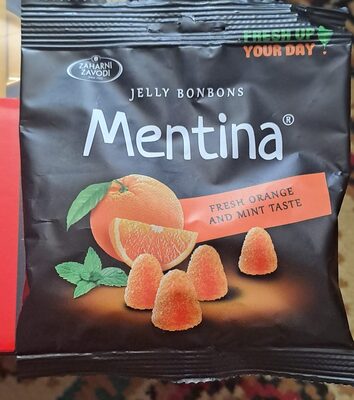 FRESH UP
YOUR DAY!
ZAHARNI
ZAVODI
JELLY BONBONS
Mentina®
FRESH ORANGE
AND MINT TASTE